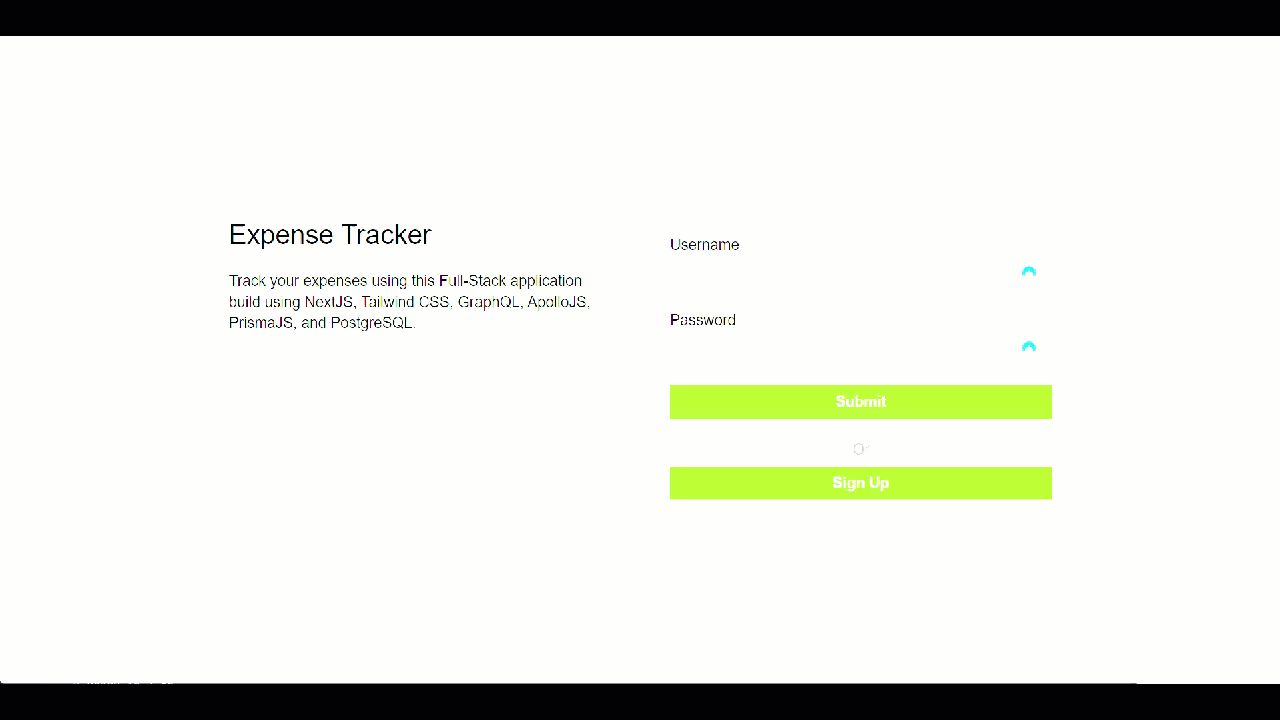 Expense Tracker
Track your expenses using this Full-Stack application
build using NextJS, Tailwind CSS, GraphQL, ApolloJS,
PrismaJS, and PostgreSQL.
Username
Password
Submit
Or
Sign Up